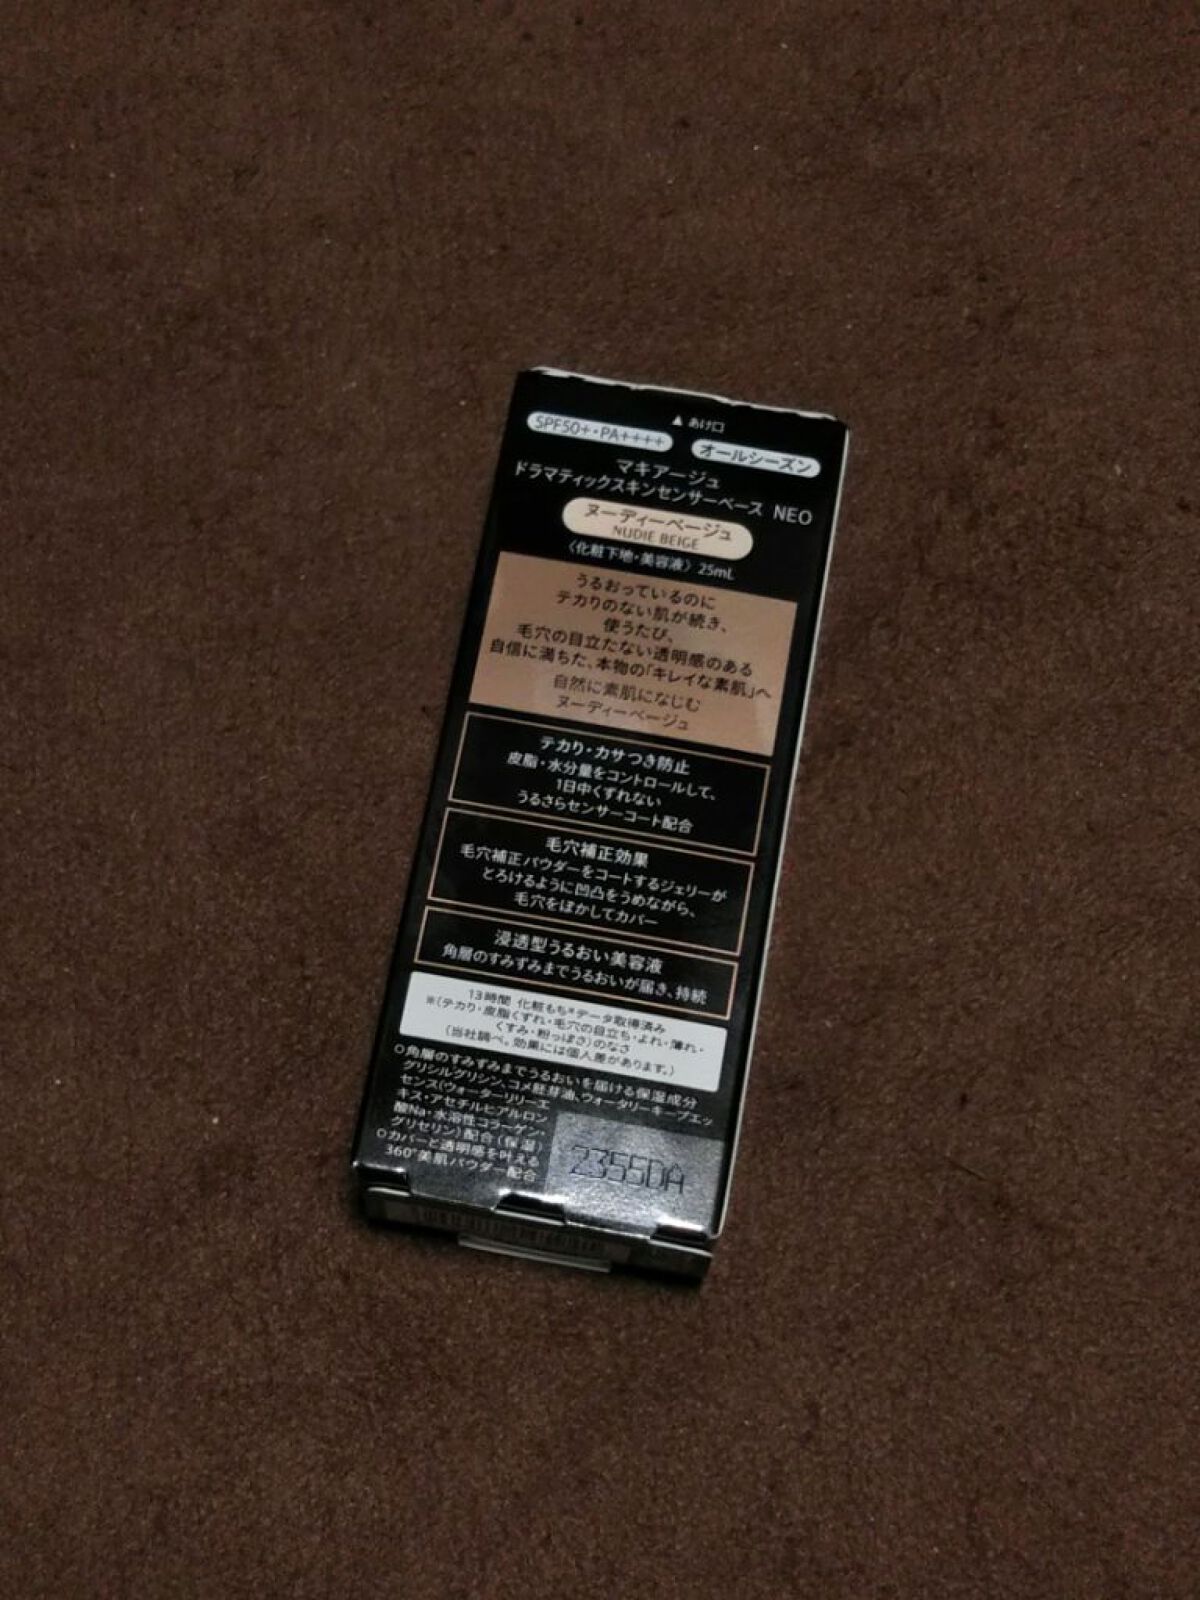 ▲ あけ口
SPF50+・PA++++
オールシーズン
マキアージュ
ドラマティックスキンセンサーベース NEO
ヌーディーベージュ
NUDIE BEIGE
〈化粧下地・美容液〉 25mL
うるおっているのに
テカりのない肌が続き、
使うたび、
毛穴の目立たない透明感のある
自信に満ちた、本物の「キレイな素肌」へ
自然に素肌になじむ
ヌーディーベージュ
テカリ・カサつき防止
皮脂・水分量をコントロールして、
1日中くずれない
うるさらセンサーコート配合
毛穴補正効果
毛穴補正パウダーをコートするジェリーが
とろけるように凹凸をうめながら、
毛穴をぼかしてカバー
浸透型うるおい美容液
角層のすみずみまでうるおいが届き、持続
13時間 化粧もち*データ取得済み
※(テカリ・皮脂くずれ・毛穴の目立ち・よれ・薄れ・
くすみ・粉っぽさ)のなさ
(当社調べ。効果には個人差があります。)
○角層のすみずみまでうるおいを届ける保湿成分
グリシルグリシン、コメ胚芽油、ウォータリーキープエッ
センス(ウォーターリリーエ
キス・アセチルヒアルロン
酸Na・水溶性コラーゲン・
グリセリン)配合(保湿)
○カバーと透明感を叶える
360°美肌パウダー配合
2355DA